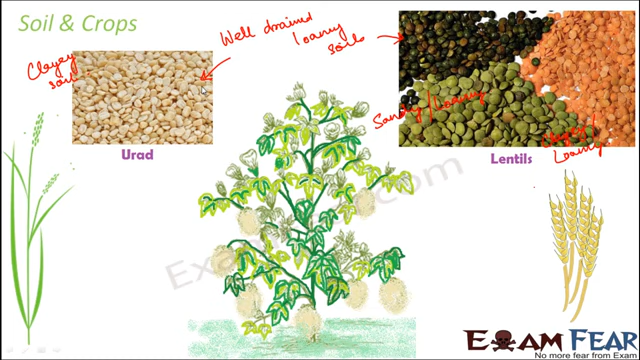 Soil & Crops
Well drained
loamy
soils
Clayey
soil
Sandy/Loamy
Clayey/
Loamy
Urad
Lentils
ExamFear.com
EXAM FEAR
No more fear from Exam